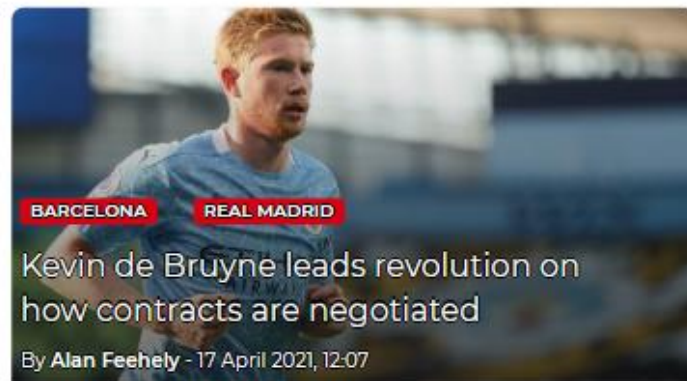 BARCELONA REAL MADRID
Kevin de Bruyne leads revolution on
how contracts are negotiated
By Alan Feehely - 17 April 2021, 12:07